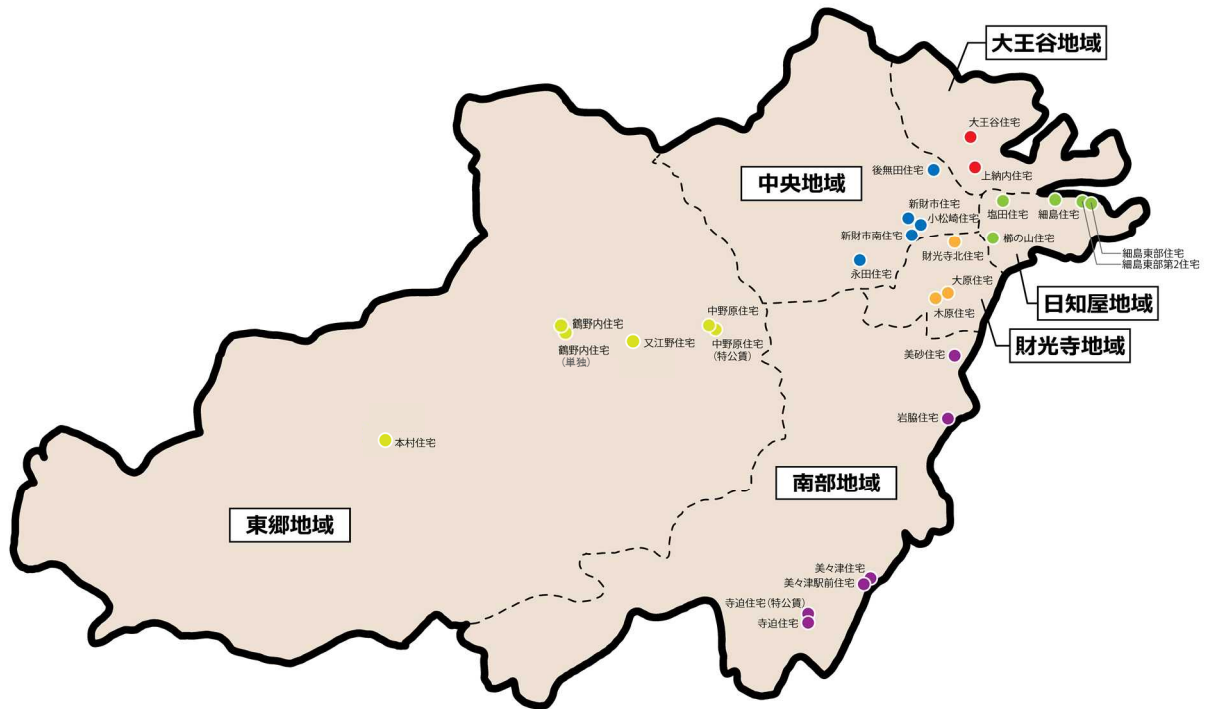 大王谷地域
大王谷住宅
上納内住宅
中央地域
後無田住宅
新財市住宅
小松崎住宅
新財市南住宅
永田住宅
塩田住宅
細島住宅
櫛の山住宅
細島東部住宅
細島東部第2住宅
日知屋地域
財光寺北住宅
大原住宅
木原住宅
財光寺地域
鶴野内住宅
鶴野内住宅
(単独)
又江野住宅
中野原住宅
中野原住宅
(特公賃)
本村住宅
東郷地域
美砂住宅
岩脇住宅
南部地域
美々津住宅
美々津駅前住宅
寺迫住宅(特公賃)
寺迫住宅